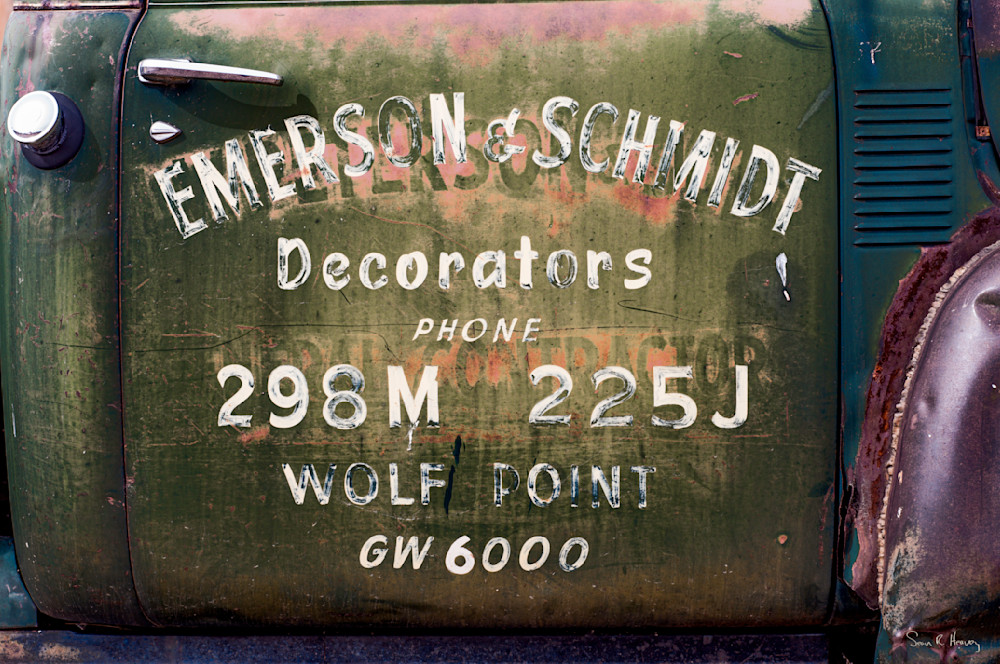 EMERSON & SCHMIDT
Decorators
PHONE
298M 225J
WOLF POINT
GW 6000